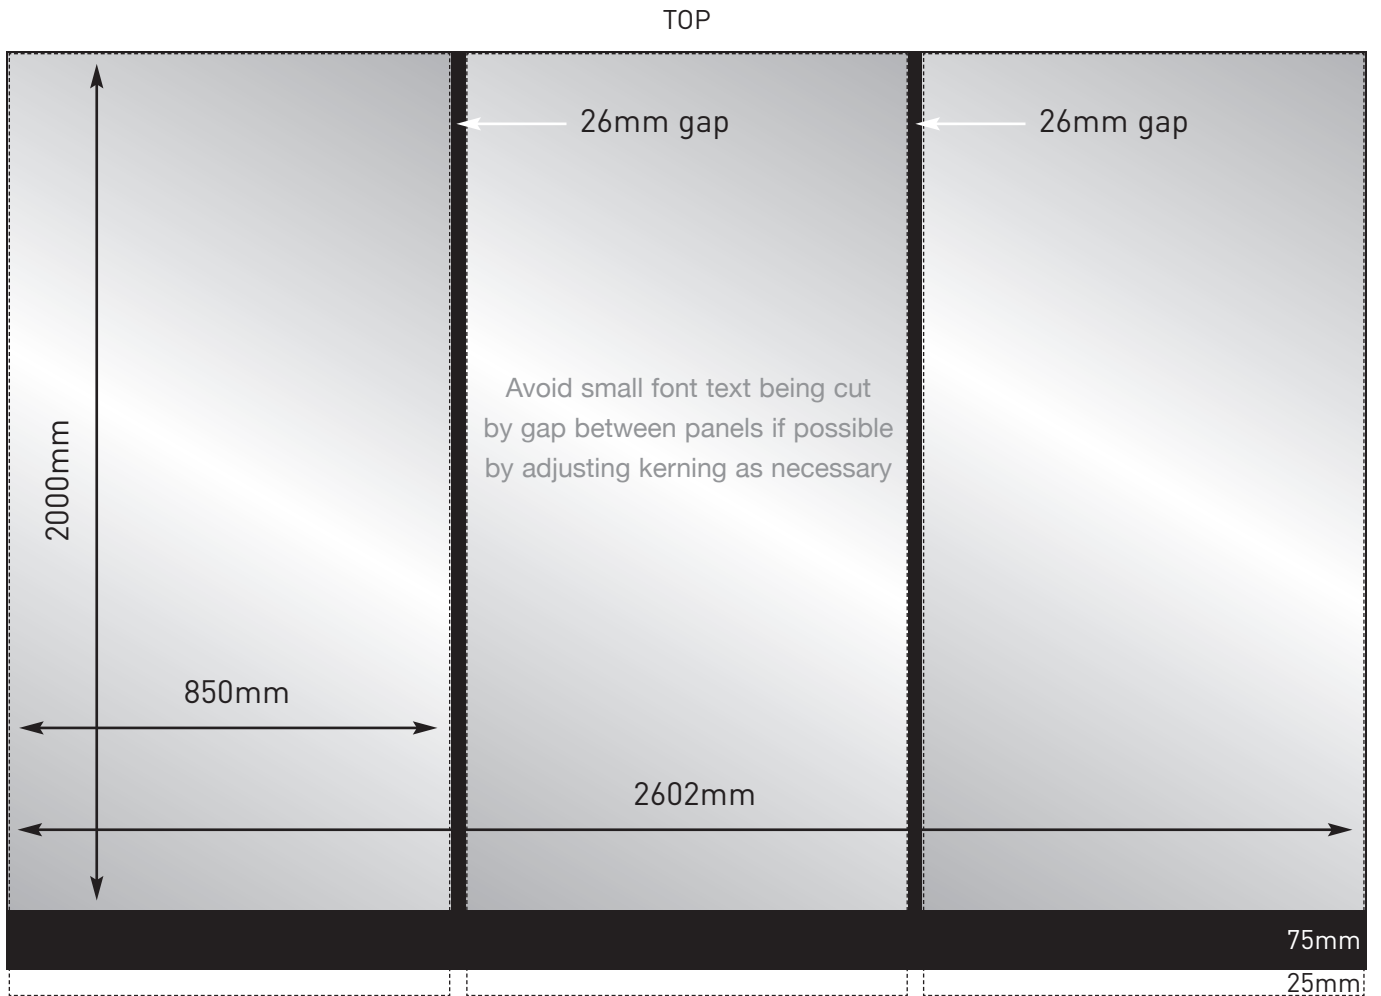 TOP
26mm gap
26mm gap
Avoid small font text being cut
by gap between panels if possible
by adjusting kerning as necessary
2000mm
850mm
2602mm
75mm
25mm